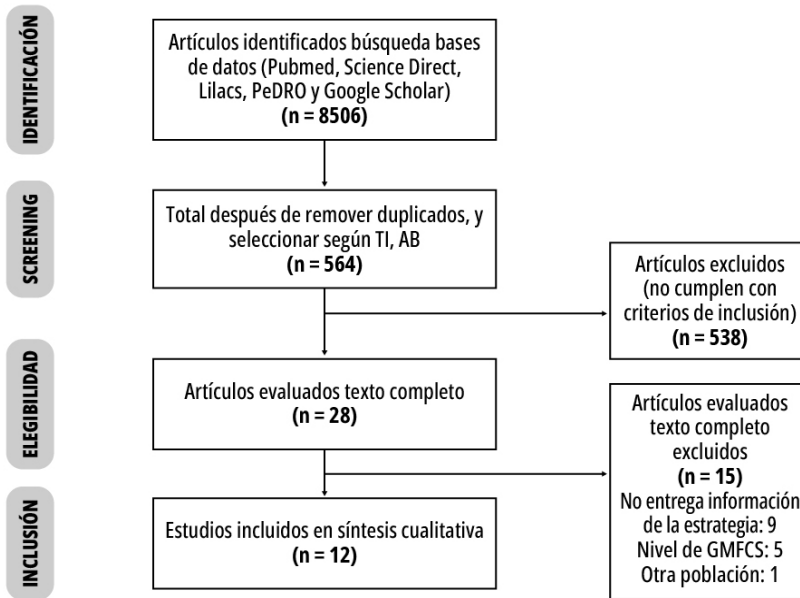 IDENTIFICACIÓN
Artículos identificados búsqueda bases
de datos (Pubmed, Science Direct,
Lilacs, PeDRO y Google Scholar)
(n = 8506)
SCREENING
Total después de remover duplicados, y
seleccionar según TI, AB
(n = 564)
Artículos excluidos
(no cumplen con
criterios de inclusión)
(n = 538)
ELEGIBILIDAD
Artículos evaluados texto completo
(n = 28)
Artículos evaluados
texto completo
excluidos
(n = 15)
No entrega información
de la estrategia: 9
Nivel de GMFCS: 5
Otra población: 1
INCLUSIÓN
Estudios incluidos en síntesis cualitativa
(n = 12)